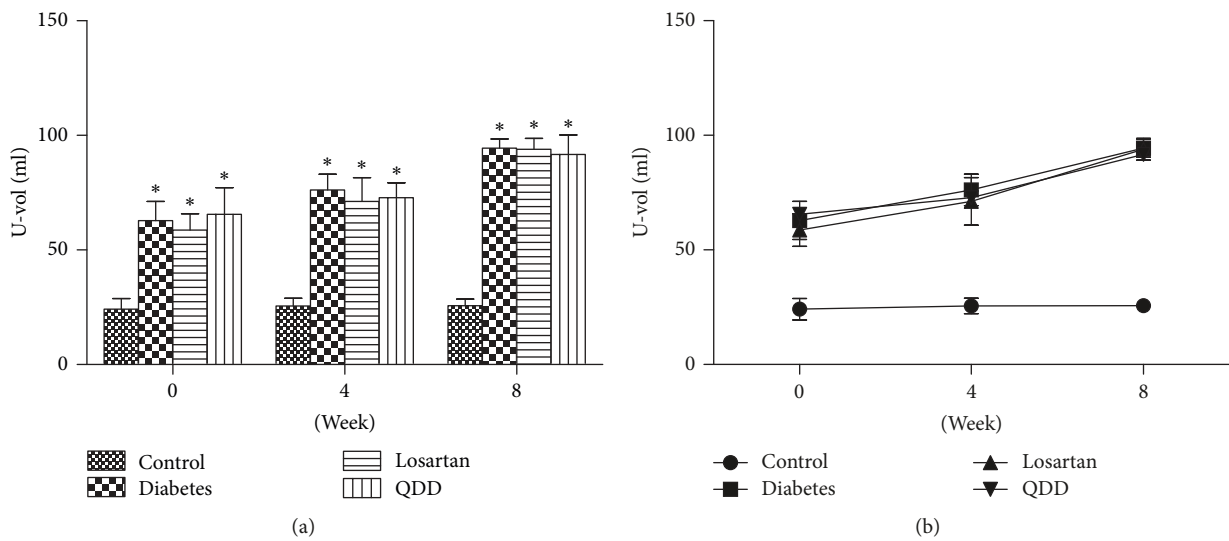 150
100
50
0
U-vol (ml)
* * *
* * *
* * *
0 4 8
(Week)
Control Losartan
Diabetes QDD
(a)
150
100
50
0
U-vol (ml)
0 4 8
(Week)
Control Losartan
Diabetes QDD
(b)